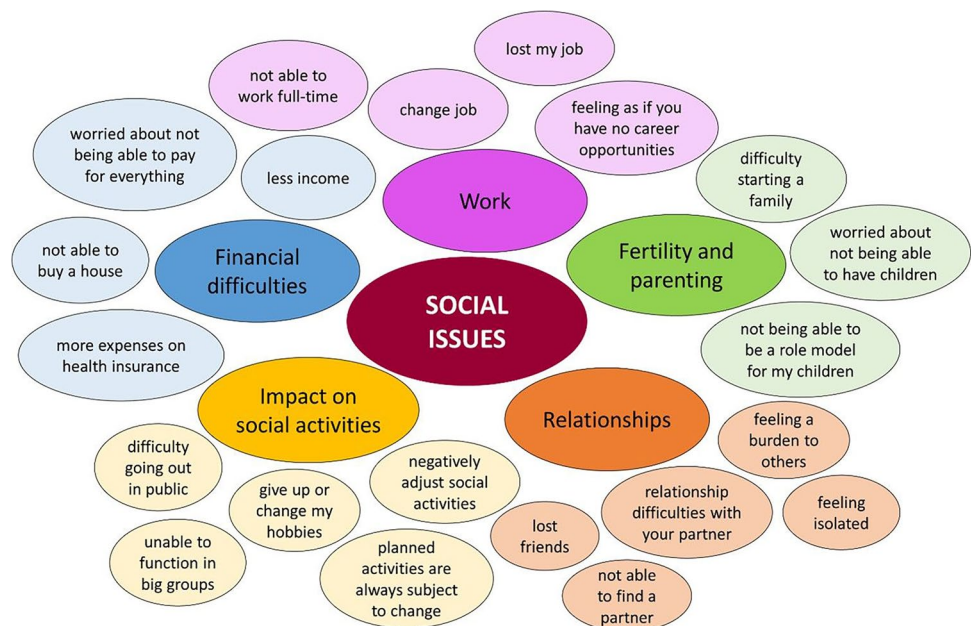 lost my job
not able to
work full-time
change job
feeling as if you
have no career
opportunities
Work
worried about not
being able to pay
for everything
less income
not able to
buy a house
Financial
difficulties
more expenses on
health insurance
difficulty
starting a
family
Fertility and
parenting
worried about
not being able
to have children
not being able to
be a role model
for my children
SOCIAL
ISSUES
Impact on
social activities
difficulty
going out
in public
give up or
change my
hobbies
negatively
adjust social
activities
unable to
function in
big groups
planned
activities are
always subject
to change
Relationships
feeling a
burden to
others
relationship
difficulties with
your partner
feeling
isolated
lost
friends
not able
to find a
partner